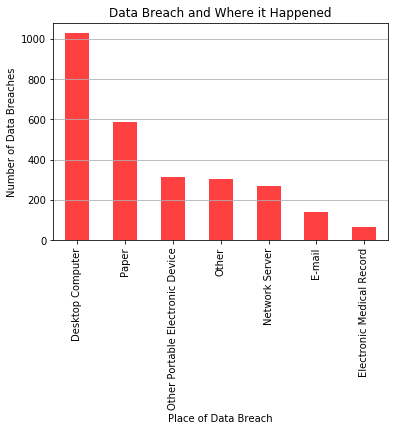 Data Breach and Where it Happened
Number of Data Breaches
1000
800
600
400
200
0
Desktop Computer
Paper
Other Portable Electronic Device
Other
Network Server
E-mail
Electronic Medical Record
Place of Data Breach